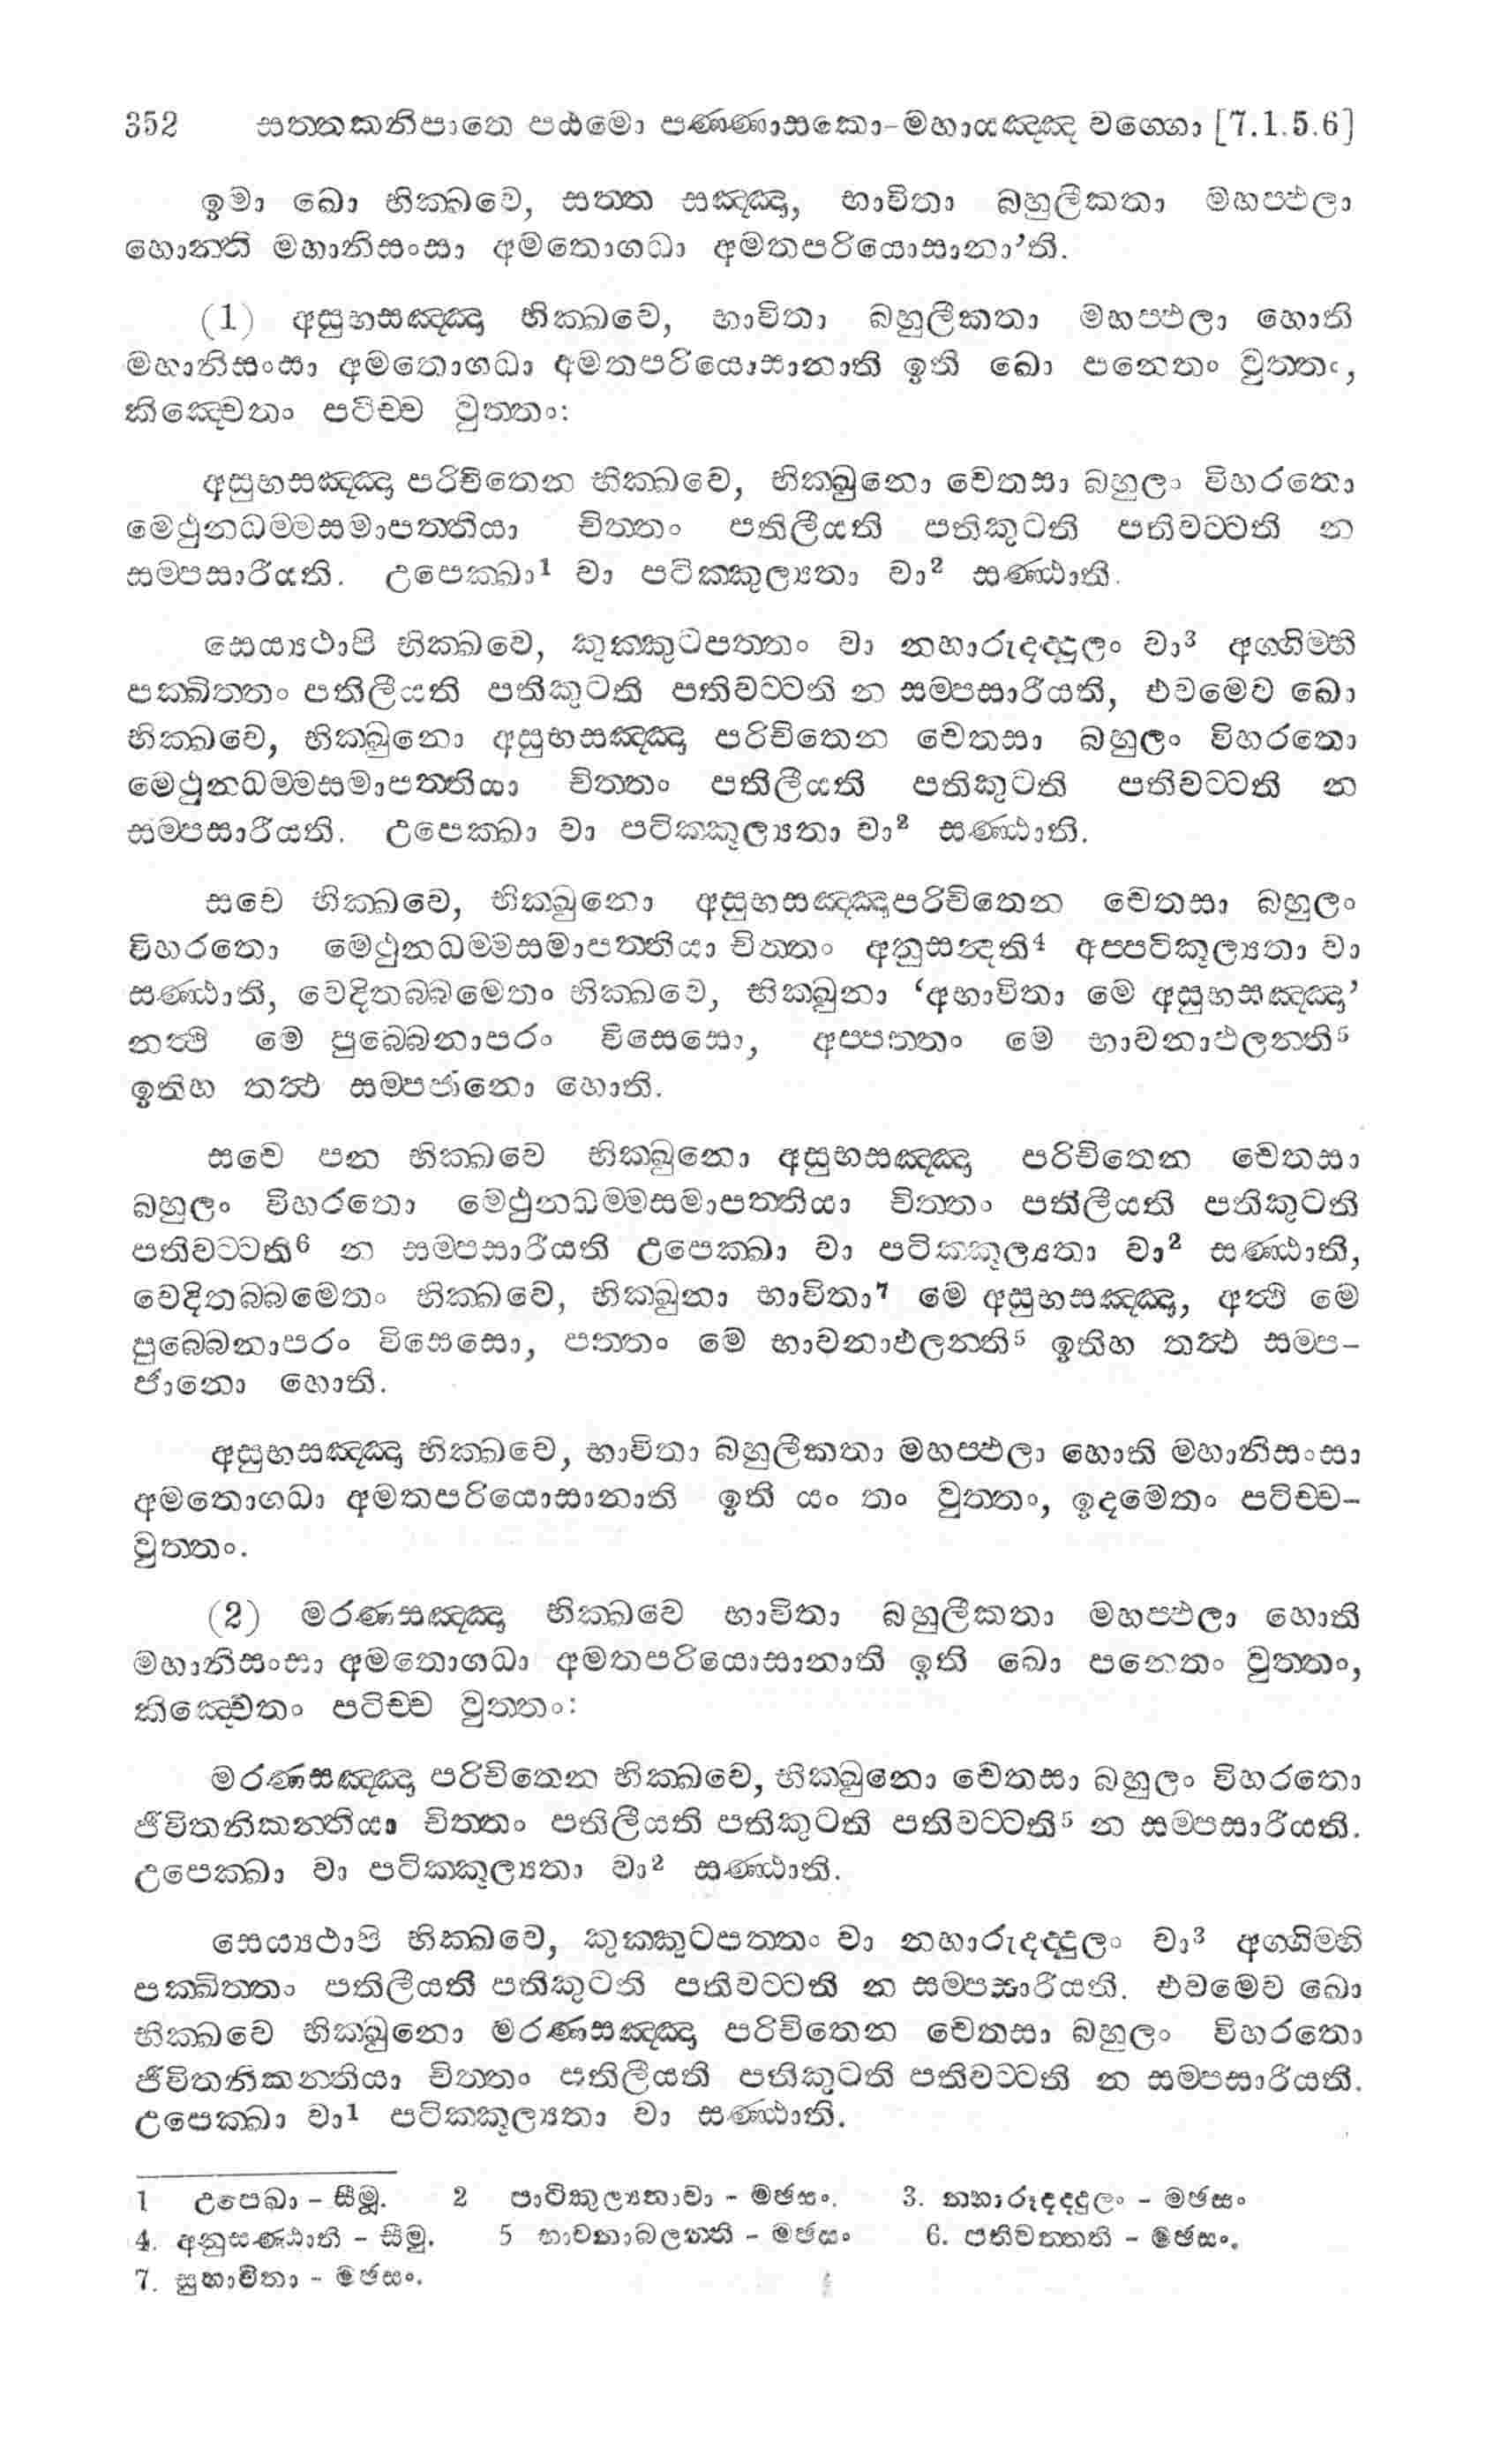 352 සත්තකනිපාතෙ පඨමො පණ්ණාසකො-මහායඤ්ඤ වග්ගො [7.1.5.6]
ඉමා ඛො භික්ඛවෙ, සත්ත සඤ්ඤා, භාවිතා බහුලීකතා මහප්ඵලා
හොන්ති මහානිසංසා අමතොගධා අමතපරියොසානා’ති.
(1) අසුභසඤ්ඤා භික්ඛවෙ, භාවිතා බහුලීකතා මහප්ඵලා හොති
මහානිසංසා අමතොගධා අමතපරියොසානාති ඉති ඛො පනෙතං වුත්තං,
කිඤ්චෙතං පටිච්ච වුත්තං:
අසුභසඤ්ඤා පරිචිතෙන භික්ඛවෙ, භික්ඛුනො චෙතසා බහුලං විහරතො
මෙථුනධම්මසමාපත්තියා චිත්තං පතිලීයති පතිකුටති පතිවට්ටති න
සම්පසාරීයති. උපෙක්ඛා1 වා පටික්කුල්‍යතා වා2 සණ්ඨාති.
සෙය්‍යථාපි භික්ඛවෙ, කුක්කුටපත්තං වා නහාරුදද්දුලං වා3 අග්ගිම්හි
පක්ඛිත්තං පතිලීයති පතිකුටති පතිවට්ටති න සම්පසාරීයති, එවමෙව ඛො
භික්ඛවෙ, භික්ඛුනො අසුභසඤ්ඤා පරිචිතෙන චෙතසා බහුලං විහරතො
මෙථුනධම්මසමාපත්තියා චිත්තං පතිලීයති පතිකුටති පතිවට්ටති න
සම්පසාරීයති. උපෙක්ඛා වා පටික්කූල්‍යතා වා2 සණ්ඨාති.
සචෙ භික්ඛවෙ, භික්ඛුනො අසුභසඤ්ඤාපරිචිතෙන චෙතසා බහුලං
විහරතො මෙථුනධම්මසමාපත්තියා චිත්තං අනුසන්දති4 අප්පටිකූල්‍යතා වා
සණ්ඨාති, වෙදිතබ්බමෙතං භික්ඛවෙ, භික්ඛුනා ‘අභාවිතා මෙ අසුභසඤ්ඤා’
නත්ථි මෙ පුබ්බෙනාපරං විසෙසො, අප්පත්තං මෙ භාවනාඵලන්ති5
ඉතිහ තත්ථ සම්පජානො හොති.
සචෙ පන භික්ඛවෙ භික්ඛුනො අසුභසඤ්ඤා පරිචිතෙන චෙතසා
බහුලං විහරතො මෙථුනධම්මසමාපත්තියා චිත්තං පතිලීයති පතිකුටති
පතිවට්ටති6 න සම්පසාරීයති උපෙක්ඛා වා පටික්කූල්‍යතා වා2 සණ්ඨාති,
වෙදිතබ්බමෙතං භික්ඛවෙ, භික්ඛුනා භාවිතා7 මෙ අසුභසඤ්ඤා, අත්ථි මෙ
පුබ්බෙනාපරං විසෙසො, පත්තං මෙ භාවනාඵලන්ති5 ඉතිහ තත්ථ සම්ප-
ජානො හොති.
අසුභසඤ්ඤා භික්ඛවෙ, භාවිතා බහුලීකතා මහප්ඵලා හොති මහානිසංසා
අමතොගධා අමතපරියොසානාති ඉති යං තං වුත්තං, ඉදමෙතං පටිච්ච-
වුත්තං.
(2) මරණසඤ්ඤා භික්ඛවෙ භාවිතා බහුලීකතා මහප්ඵලා හොති
මහානිසංසා අමතොගධා අමතපරියොසානාති ඉති ඛො පනෙතං වුත්තං,
කිඤ්චෙතං පටිච්ච වුත්තං:
මරණසඤ්ඤා පරිචිතෙන භික්ඛවෙ, භික්ඛුනො චෙතසා බහුලං විහරතො
ජීවිතනිකන්තියා චිත්තං පතිලීයති පතිකුටති පතිවට්ටති5 න සම්පසාරීයති.
උපෙක්ඛා වා පටික්කූල්‍යතා වා2 සණ්ඨාති.
සෙය්‍යථාපි භික්ඛවෙ, කුක්කුටපත්තං වා නහාරුදද්දුලං වා3 අග්ගිම්හි
පක්ඛිත්තං පතිලීයති පතිකුටති පතිවට්ටති න සම්පසාරීයති. එවමෙව ඛො
භික්ඛවෙ භික්ඛුනො මරණසඤ්ඤා පරිචිතෙන චෙතසා බහුලං විහරතො
ජීවිතනිකන්තියා චිත්තං පතිලීයති පතිකුටති පතිවට්ටති න සම්පසාරීයති.
උපෙක්ඛා වා1 පටික්කූල්‍යතා වා සණ්ඨාති.
1 උපෙඛා - සීමූ. 2 පාටිකුල්‍යතාවා - මඡසං. 3. නහාරූදද්දුලං - මඡසං
4. අනුසණ්ඨාති - සීමු. 5 භාවනාබලන්ති - මඡසං 6. පතිවත්තති - මඡසං.
7. සුභාවිතා - මඡසං.